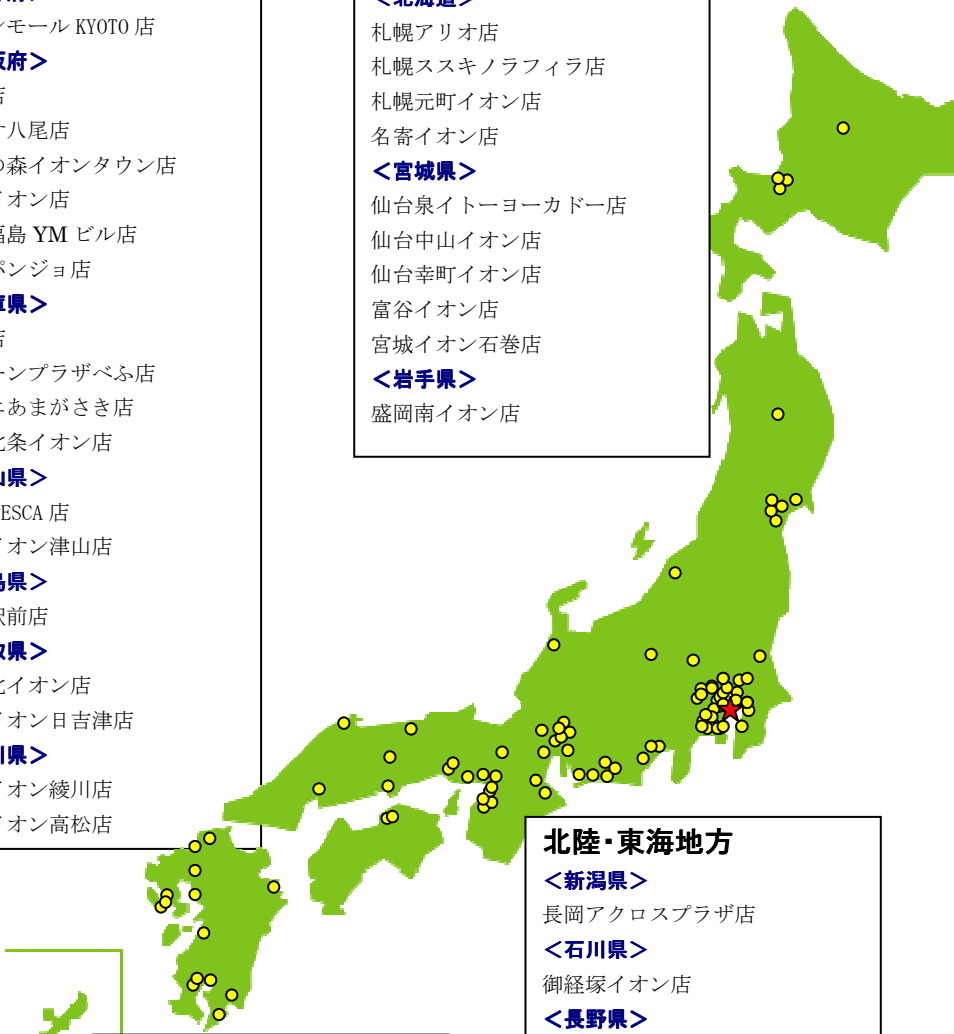 ンモール KYOTO 店
府＞
店
八尾店
の森イオンタウン店
イオン店
福島 YM ビル店
パンジョ店
県＞
店
ーンプラザべふ店
あまがさき店
北条イオン店
県＞
ESCA 店
イオン津山店
県＞
駅前店
県＞
北イオン店
イオン日吉津店
県＞
イオン綾川店
イオン高松店
＜北海道＞
札幌アリオ店
札幌ススキノラフィラ店
札幌元町イオン店
名寄イオン店
＜宮城県＞
仙台泉イトーヨーカドー店
仙台中山イオン店
仙台幸町イオン店
富谷イオン店
宮城イオン石巻店
＜岩手県＞
盛岡南イオン店
北陸・東海地方
＜新潟県＞
長岡アクロスプラザ店
＜石川県＞
御経塚イオン店
＜長野県＞